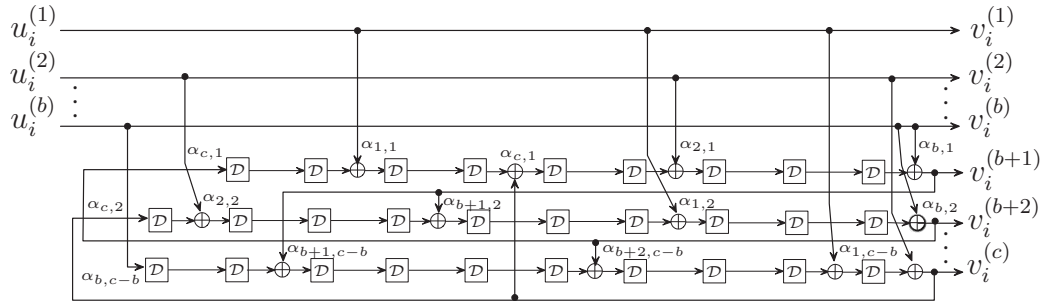 u_i^{(1)} v_i^{(1)}
u_i^{(2)} v_i^{(2)}
u_i^{(b)} v_i^{(b)}
α_{c,1} α_{1,1} α_{c,1} α_{2,1} α_{b,1}
D D D D D D D D D v_i^{(b+1)}
α_{c,2} α_{2,2} α_{b+1,2} α_{1,2} α_{b,2}
D D D D D D D D D v_i^{(b+2)}
α_{b,c−b} α_{b+1,c−b} α_{b+2,c−b} α_{1,c−b}
D D D D D D D D D D v_i^{(c)}